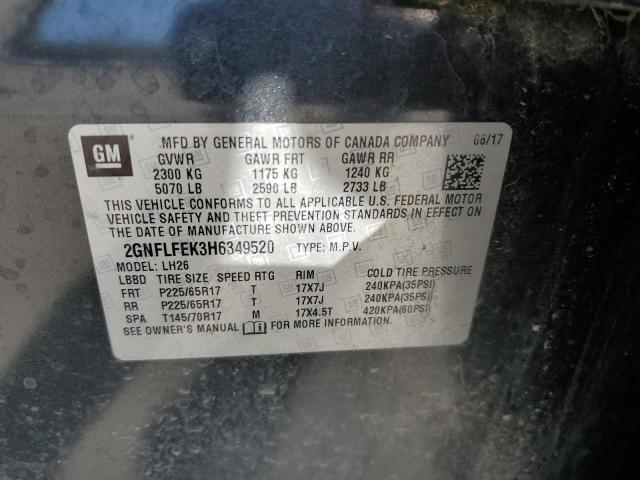 GM
MFD BY GENERAL MOTORS OF CANADA COMPANY 06/17
GVWR GAWR FRT GAWR RR
2300 KG 1175 KG 1240 KG
5070 LB 2590 LB 2733 LB
THIS VEHICLE CONFORMS TO ALL APPLICABLE U.S. FEDERAL MOTOR
VEHICLE SAFETY AND THEFT PREVENTION STANDARDS IN EFFECT
ON THE DATE OF MANUFACTURE SHOWN ABOVE.
2GNFLFEK3H6349520 TYPE: M.P.V.
MODEL: LH26
LBBD TIRE SIZE SPEED RTG RIM COLD TIRE PRESSURE
FRT P225/65R17 T 17X7J 240KPA(35PSI)
RR P225/65R17 T 17X7J 240KPA(35PSI)
SPA T145/70R17 M 17X4.5T 420KPA(60PSI)
SEE OWNER'S MANUAL FOR MORE INFORMATION.